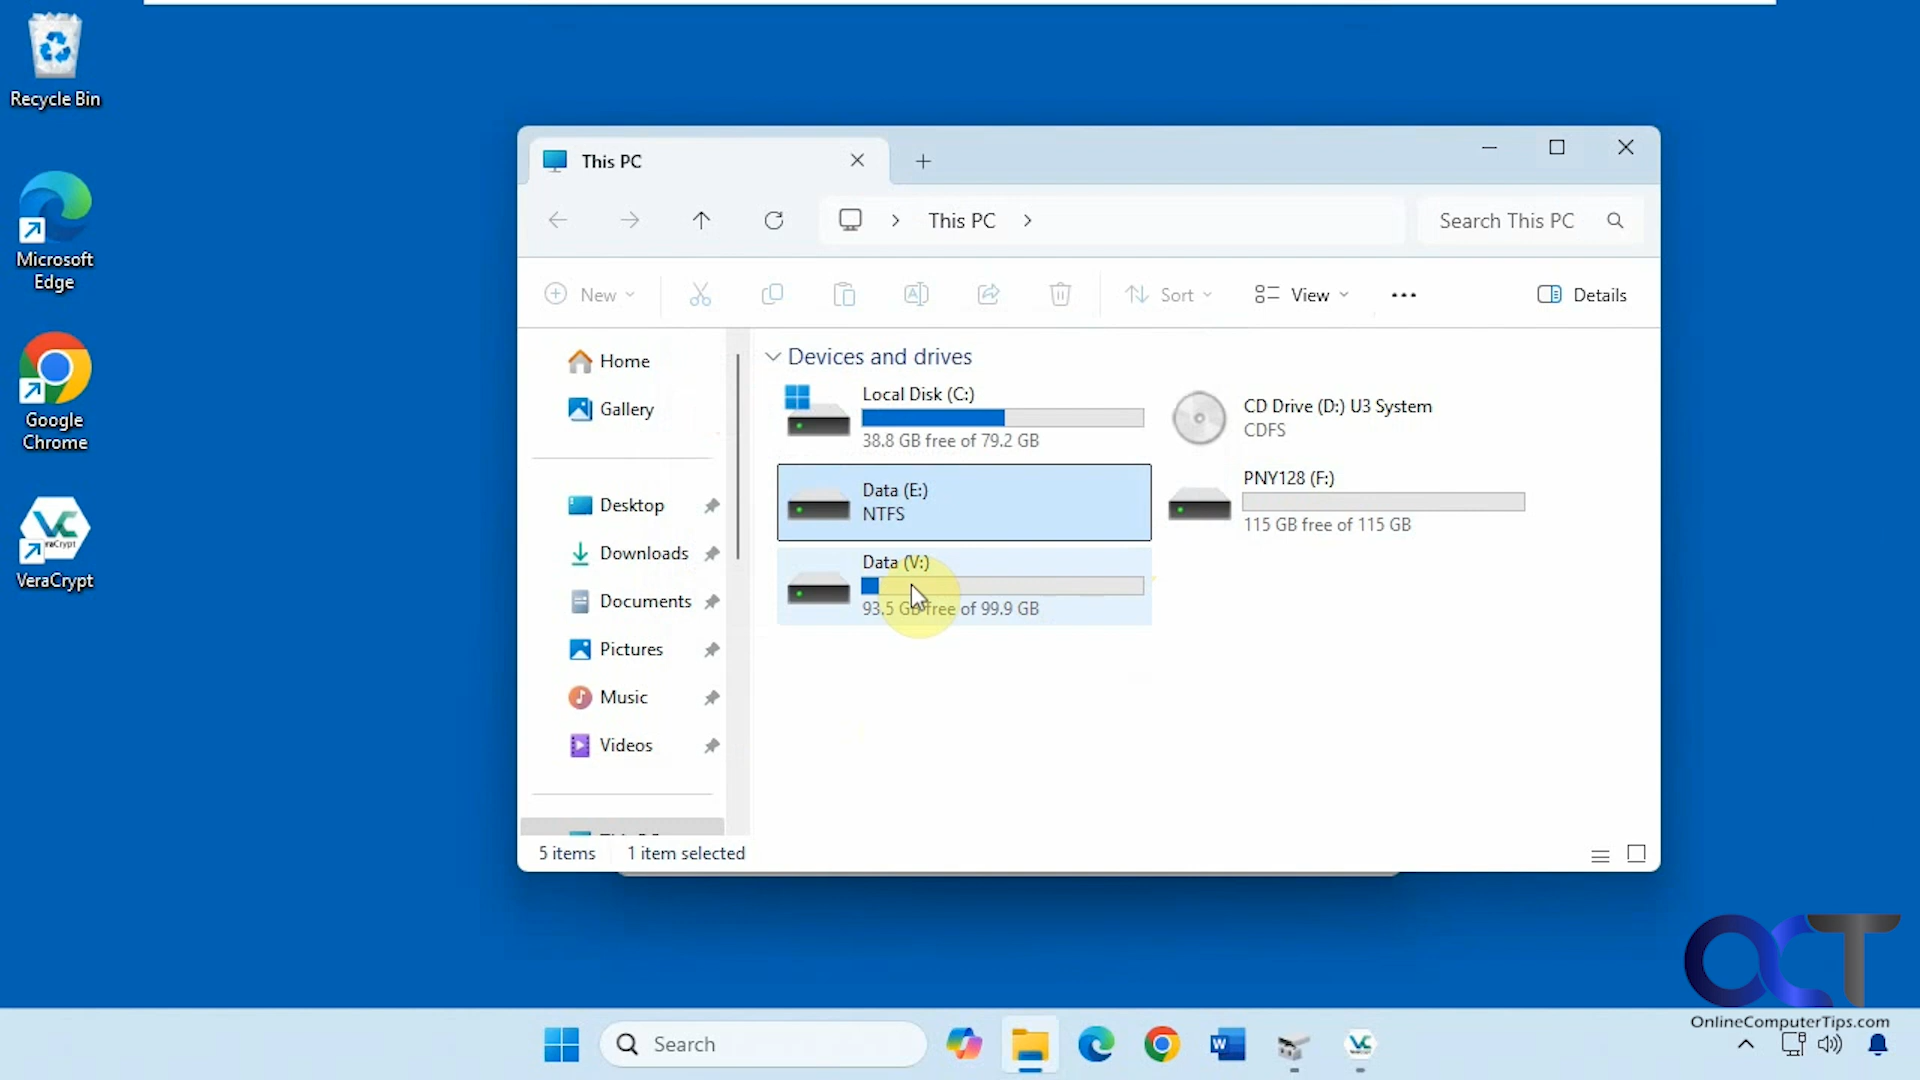 Recycle Bin
Microsoft
Edge
Google
Chrome
VeraCrypt
This PC
This PC
Search This PC
New
Sort
View
Details
Home
Gallery
Desktop
Downloads
Documents
Pictures
Music
Videos
Devices and drives
Local Disk (C:)
38.8 GB free of 79.2 GB
CD Drive (D:) U3 System
CDFS
Data (E:)
NTFS
PNY128 (F:)
115 GB free of 115 GB
Data (V:)
93.5 GB free of 99.9 GB
5 items
1 item selected
OCT
OnlineComputerTips.com
Search